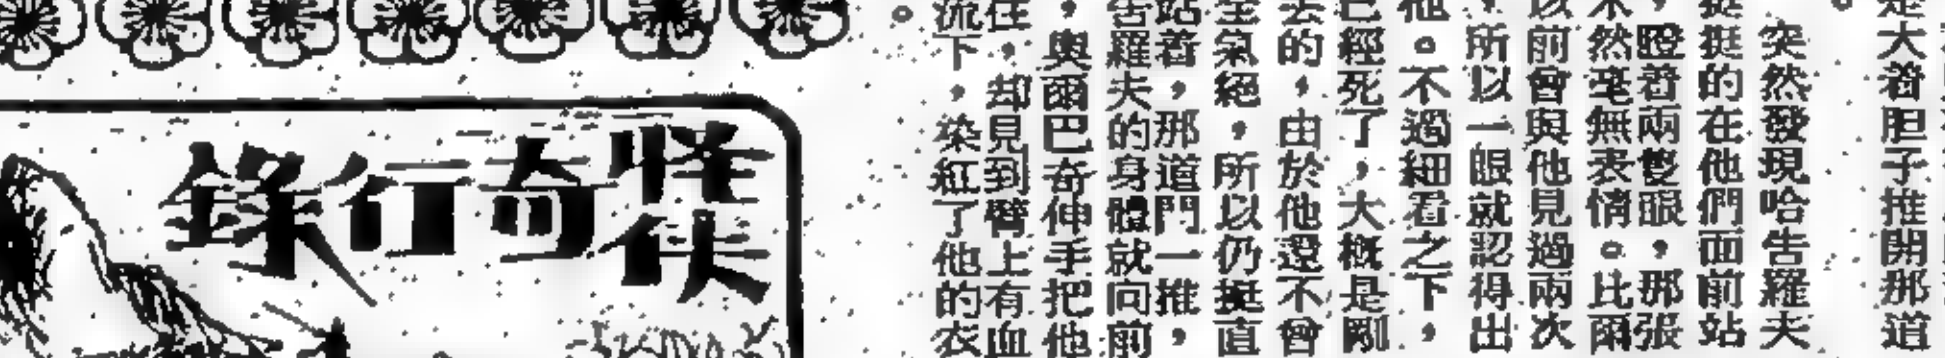 是大着胆子推開那道
。
突然發現哈吿羅夫
挺挺的在他們面前站
，瞪着兩隻眼，那張
木然毫無表情。比爾
以前曾與他見過兩次
，所以一眼就認得出
他。不過細看之下，
已經死了，大概是剛
去的，由於他還不曾
全氣絕，所以仍挺直
站着，那道門一推，
吿羅夫的身體就向前
，奧爾巴奇伸手把他
住，却見到臂上有血
流下，染紅了他的衣
。
怪俠
奇行錄